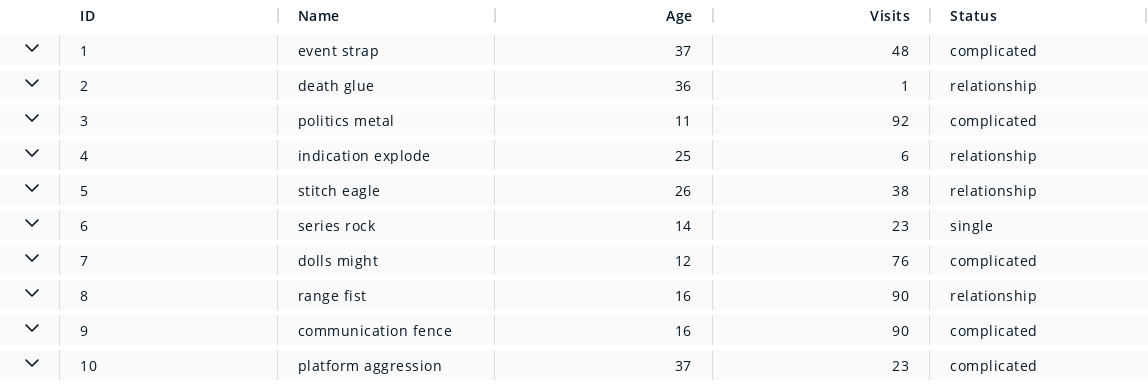 ID Name Age Visits Status
1 event strap 37 48 complicated
2 death glue 36 1 relationship
3 politics metal 11 92 complicated
4 indication explode 25 6 relationship
5 stitch eagle 26 38 relationship
6 series rock 14 23 single
7 dolls might 12 76 complicated
8 range fist 16 90 relationship
9 communication fence 16 90 complicated
10 platform aggression 37 23 complicated